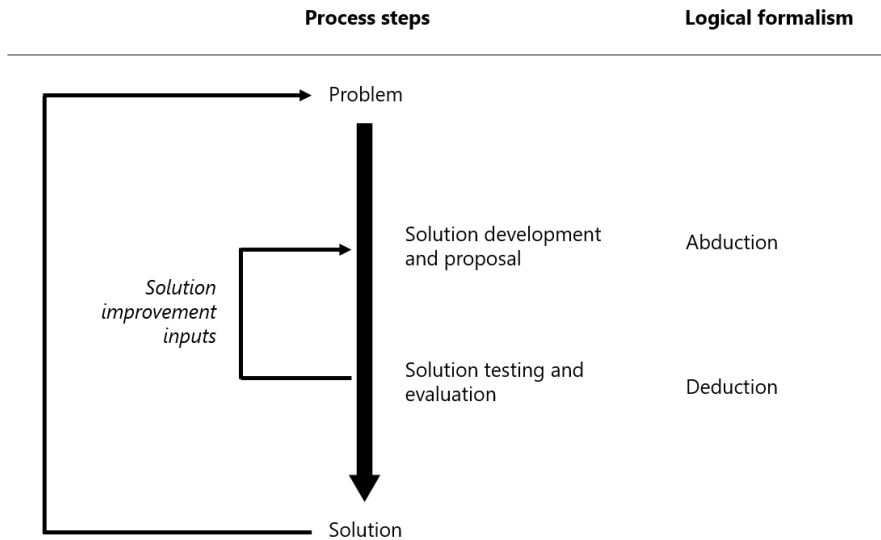 Process steps
Logical formalism
Problem
Solution development
and proposal
Abduction
Solution
improvement
inputs
Solution testing and
evaluation
Deduction
Solution